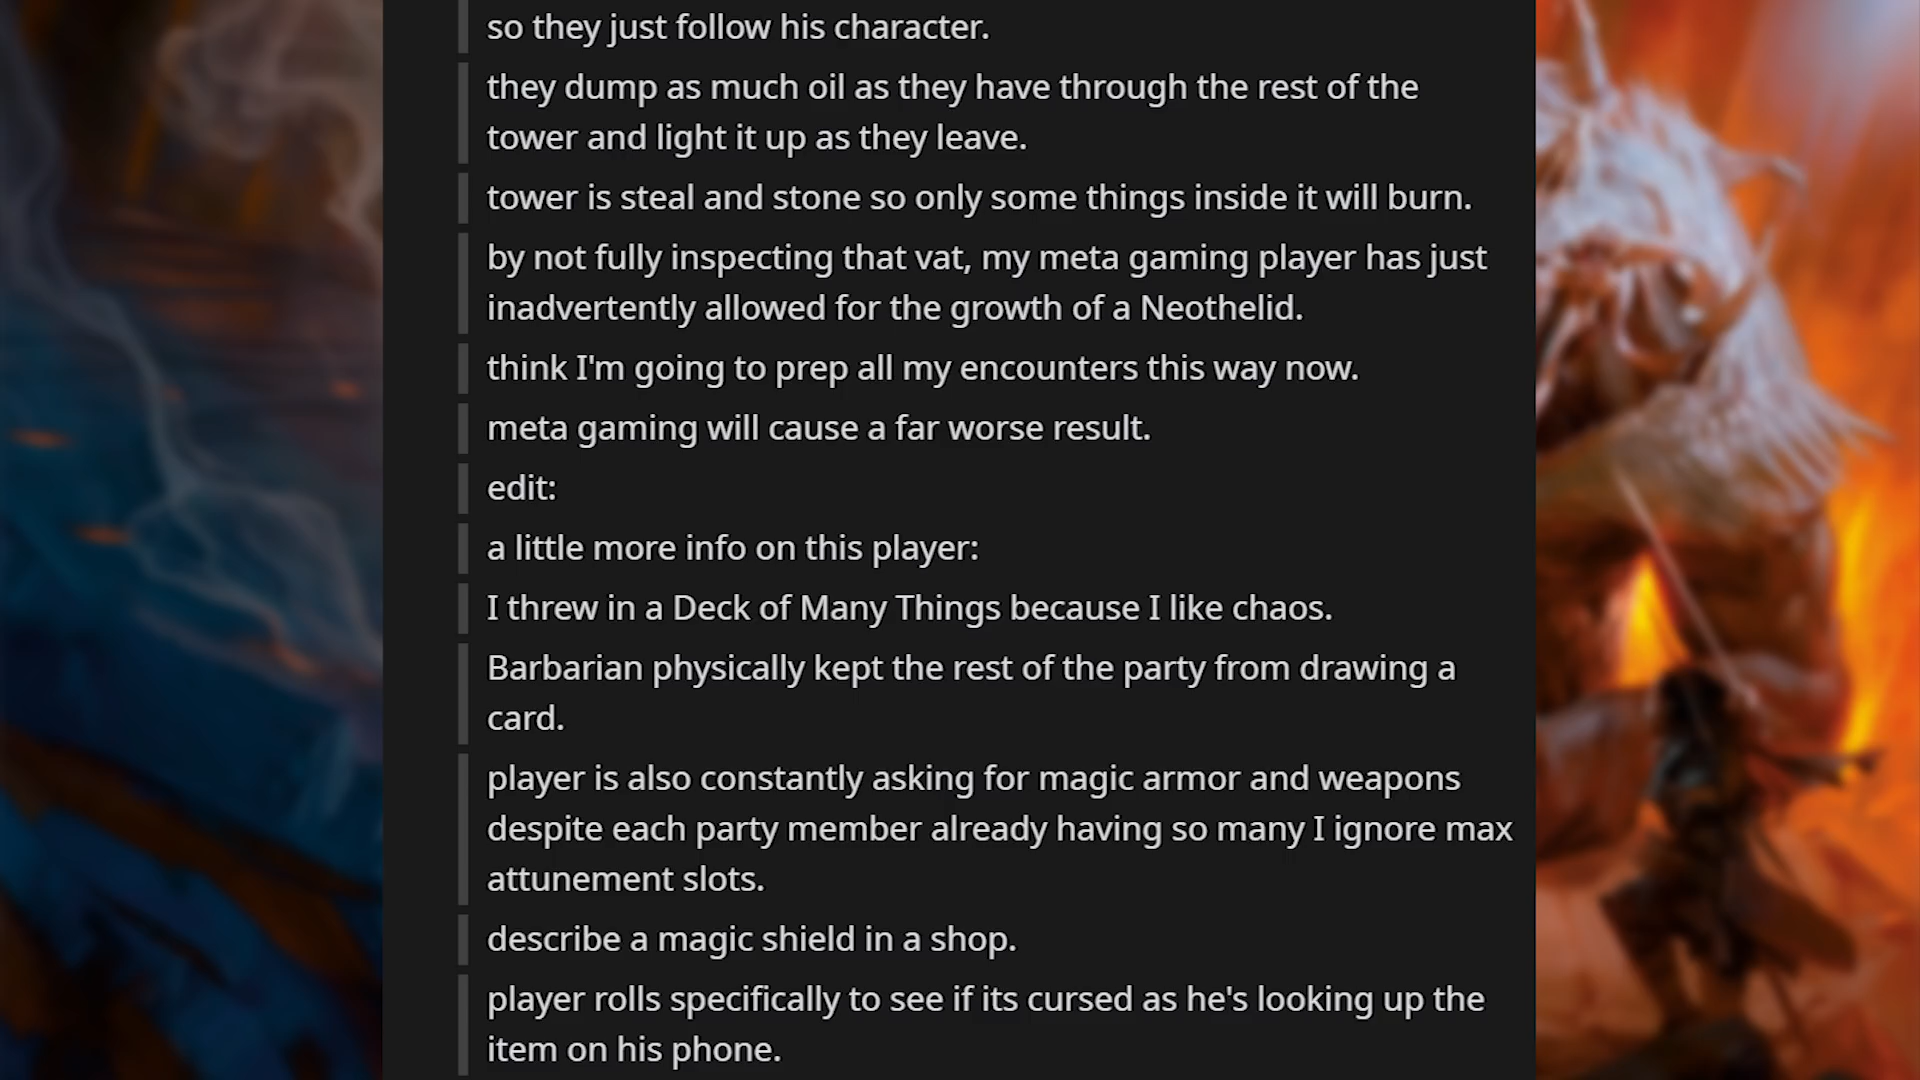 so they just follow his character.
they dump as much oil as they have through the rest of the
tower and light it up as they leave.
tower is steal and stone so only some things inside it will burn.
by not fully inspecting that vat, my meta gaming player has just
inadvertently allowed for the growth of a Neothelid.
think I'm going to prep all my encounters this way now.
meta gaming will cause a far worse result.
edit:
a little more info on this player:
I threw in a Deck of Many Things because I like chaos.
Barbarian physically kept the rest of the party from drawing a
card.
player is also constantly asking for magic armor and weapons
despite each party member already having so many I ignore max
attunement slots.
describe a magic shield in a shop.
player rolls specifically to see if its cursed as he's looking up the
item on his phone.